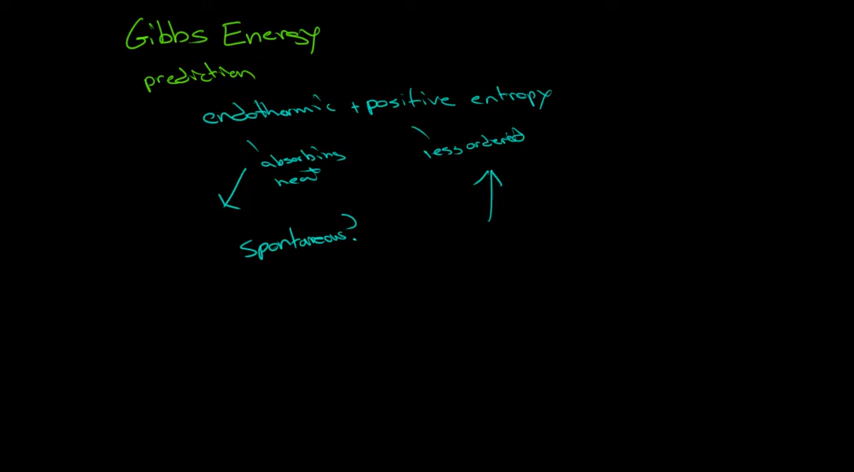 Gibbs Energy
prediction
endothermic + positive entropy
absorbing heat
less ordered
spontaneous?